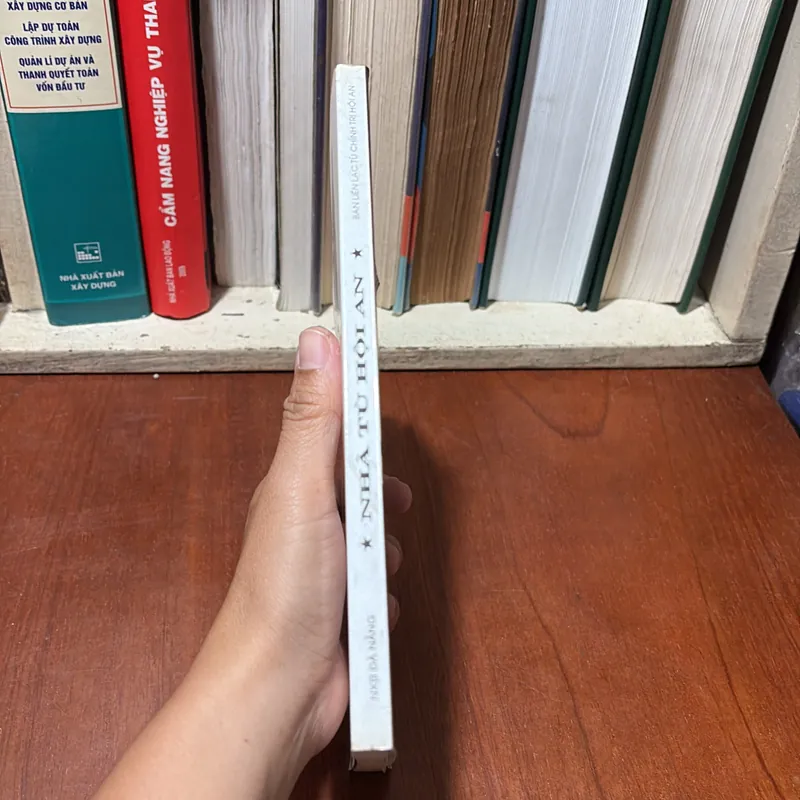 XÂY DỰNG CƠ BẢN
LẬP DỰ TOÁN
CÔNG TRÌNH XÂY DỰNG
QUẢN LÍ DỰ ÁN VÀ
THANH QUYẾT TOÁN
VỐN ĐẦU TƯ
NHÀ XUẤT BẢN
XÂY DỰNG
CẨM NANG NGHIỆP VỤ THA
NHÀ XUẤT BẢN LAO ĐỘNG
BAN LIÊN LẠC TÙ CHÍNH TRỊ HỘI AN
★ NHÀ TÙ HỘI AN ★
NXB ĐÀ NẴNG